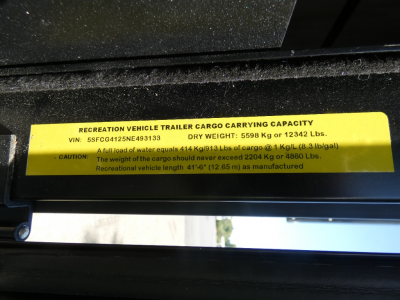 RECREATION VEHICLE TRAILER CARGO CARRYING CAPACITY
VIN: 5SFCG4125NE493133 DRY WEIGHT: 5598 Kg or 12342 Lbs.
A full load of water equals 414 Kg/913 Lbs of cargo @ 1 Kg/L (8.3 lb/gal)
CAUTION: The weight of the cargo should never exceed 2204 Kg or 4860 Lbs.
Recreational vehicle length: 41'-6" (12.65 m) as manufactured